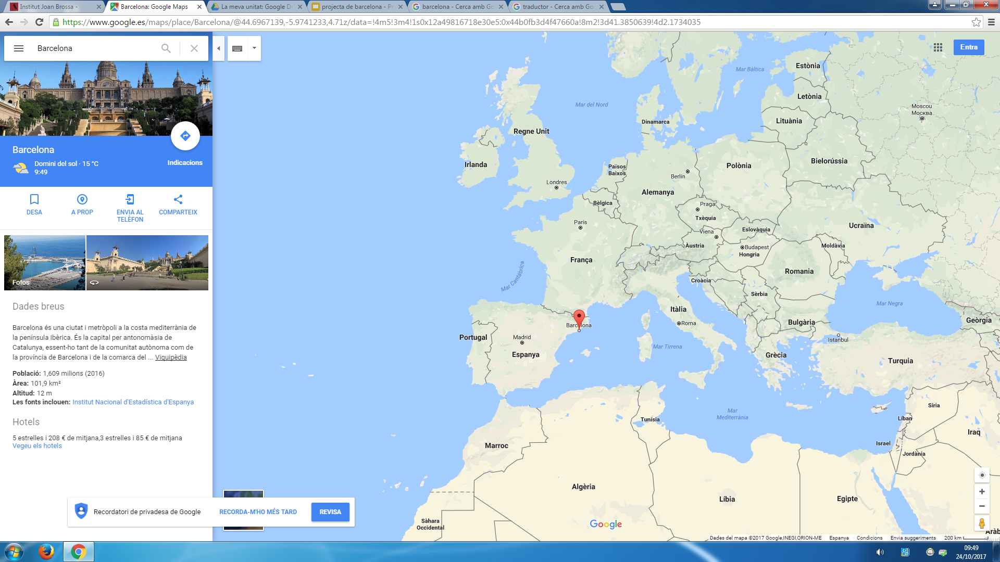 Institut Joan Brossa -
Barcelona: Google Maps
La meva unitat: Google Dr
projecta de barcelona - Pr
barcelona - Cerca amb Go
traductor - Cerca amb Goo
https://www.google.es/maps/place/Barcelona/@44.6967139,-5.9741233,4.71z/data=!4m5!3m4!1s0x12a49816718e30e5:0x44b0fb3d4f47660a!8m2!3d41.3850639!4d2.1734035
Barcelona
Entra
Barcelona
Domini del sol · 15 °C
9:49
Indicacions
DESA
A PROP
ENVIA AL
TELÈFON
COMPARTEIX
Fotos
Dades breus
Barcelona és una ciutat i metròpoli a la costa mediterrània de
la península Ibèrica. És la capital per antonomàsia de
Catalunya, essent-ho tant de la comunitat autònoma com de
la província de Barcelona i de la comarca del ... Viquipèdia
Població: 1,609 milions (2016)
Àrea: 101,9 km²
Altitud: 12 m
Les fonts inclouen: Institut Nacional d'Estadística d'Espanya
Hotels
5 estrelles i 208 € de mitjana,3 estrelles i 85 € de mitjana
Vegeu els hotels
Recordatori de privadesa de Google
RECORDA-M'HO MÉS TARD
REVISA
Mar Bàltica
Estònia
Letònia
Mar del Nord
Moscou
Москва
Dinamarca
Lituània
Regne Unit
Irlanda
Bielorússia
Països
Baixos
Polònia
Berlín
Londres
Alemanya
Bèlgica
Praga
Txèquia
París
Ucraïna
Viena
Eslovàquia
Àustria
Moldàvia
Budapest
Hongria
França
Romania
Mar Cantàbrica
Croàcia
Sèrbia
Mar Negra
Itàlia
Geòrgia
Bulgària
Roma
Barcelona
Portugal
Madrid
Istanbul
Mar Tirrena
Espanya
Grècia
Turquia
Síria
Mar
Mediterrània
Tunísia
Líban
Iraq
Israel
Marroc
Jordània
Algèria
Líbia
Egipte
Sàhara
Occidental
Google
Aràb
Dades del mapa ©2017 Google,INEGI,ORION-ME
Espanya
Condicions
Envia suggeriments
200 km
09:49
24/10/2017